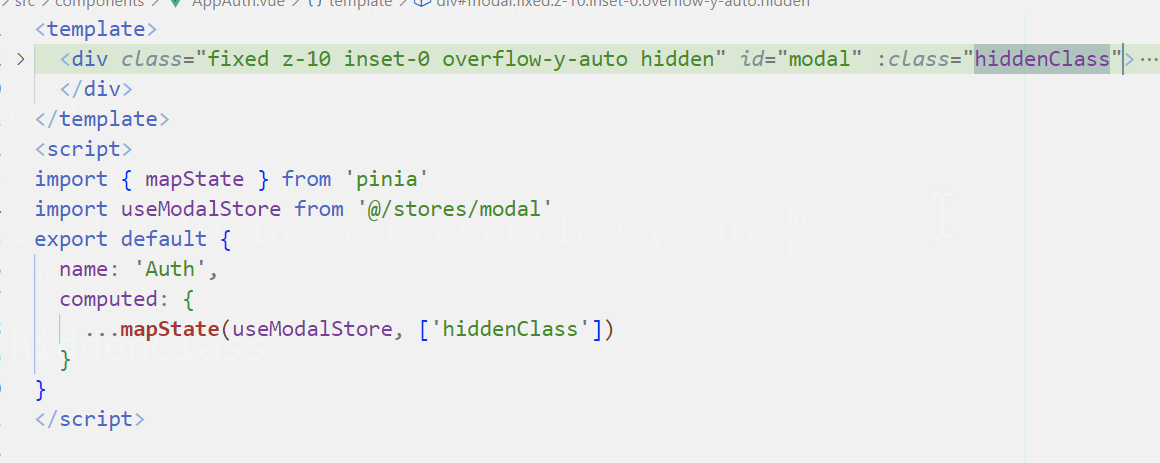 src > components > AppAuth.vue > {} template > div#modal.fixed.z-10.inset-0.overflow-y-auto.hidden
<template>
<div class="fixed z-10 inset-0 overflow-y-auto hidden" id="modal" :class="hiddenClass">…
</div>
</template>
<script>
import { mapState } from 'pinia'
import useModalStore from '@/stores/modal'
export default {
name: 'Auth',
computed: {
...mapState(useModalStore, ['hiddenClass'])
}
}
</script>